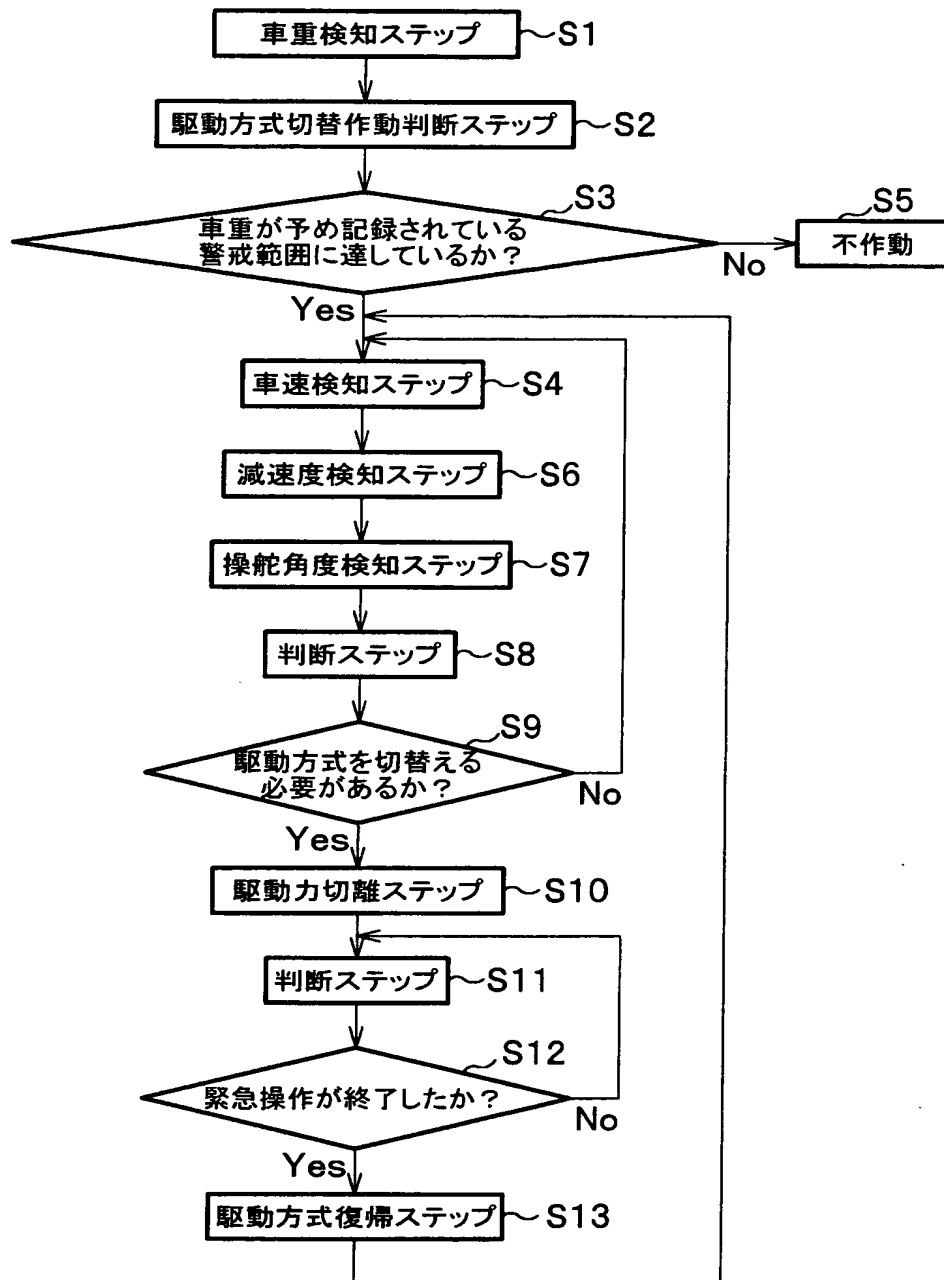 車重検知ステップ
S1
駆動方式切替作動判断ステップ
S2
S3
車重が予め記録されている
警戒範囲に達しているか？
No
S5
不作動
Yes
車速検知ステップ
S4
減速度検知ステップ
S6
操舵角度検知ステップ
S7
判断ステップ
S8
S9
駆動方式を切替える
必要があるか？
No
Yes
駆動力切離ステップ
S10
判断ステップ
S11
S12
緊急操作が終了したか？
No
Yes
駆動方式復帰ステップ
S13